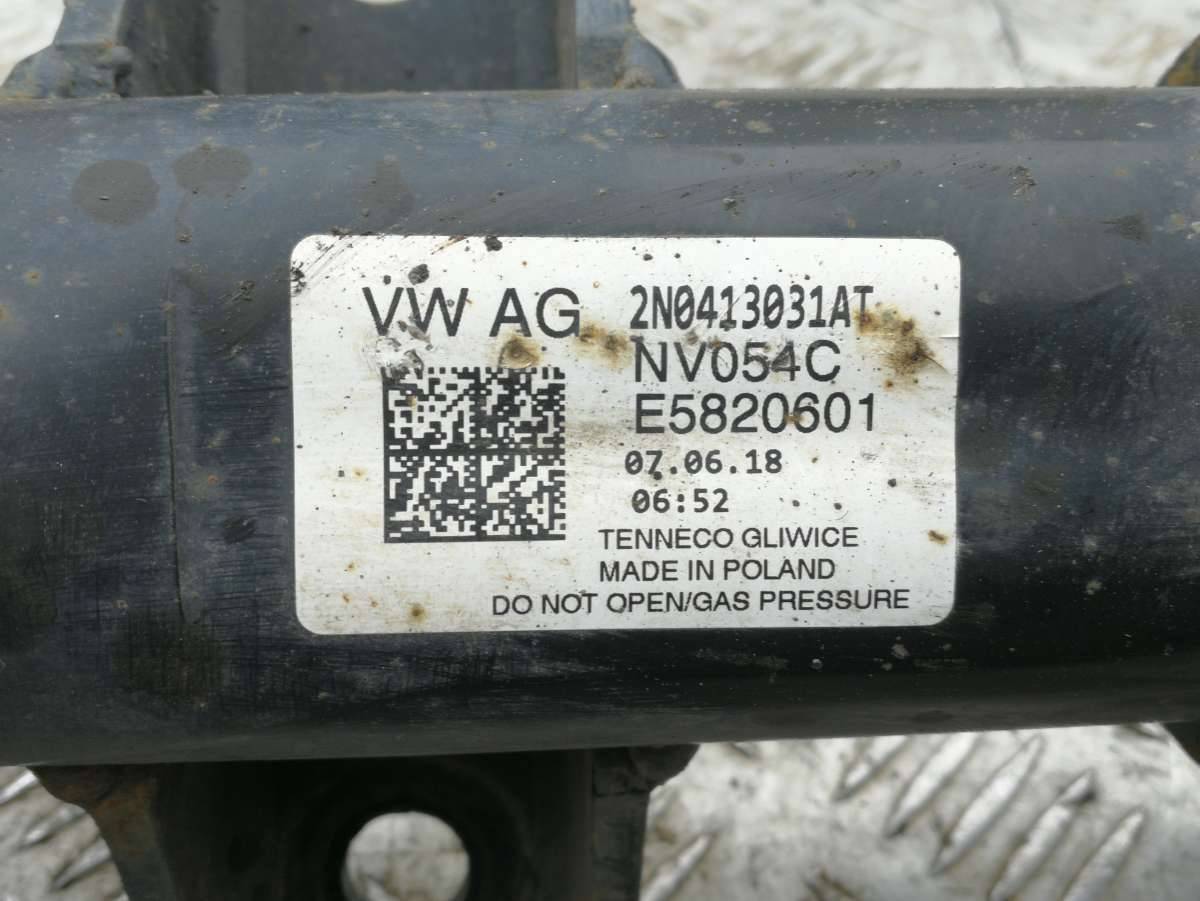 VW AG 2N0413031AT
NV054C
E5820601
07.06.18
06:52
TENNECO GLIWICE
MADE IN POLAND
DO NOT OPEN/GAS PRESSURE